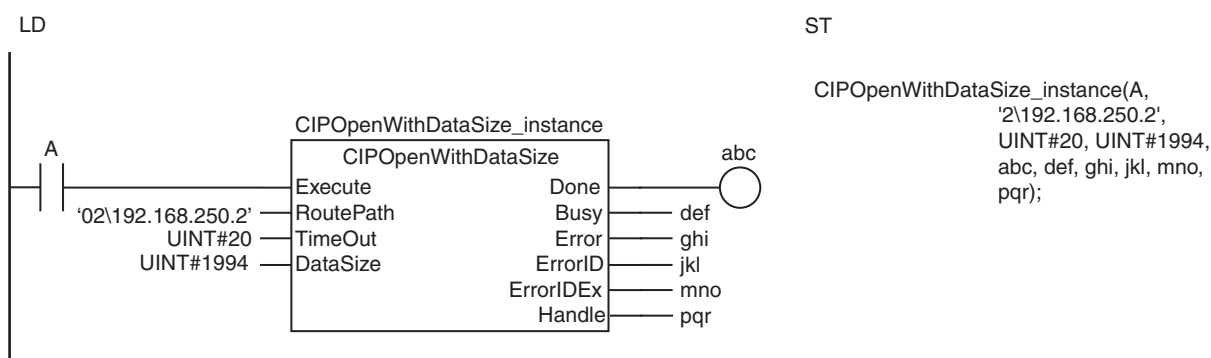 LD
ST
CIPOpenWithDataSize_instance(A,
'2\192.168.250.2',
UINT#20, UINT#1994,
abc, def, ghi, jkl, mno,
pqr);
CIPOpenWithDataSize_instance
A
CIPOpenWithDataSize
abc
Execute Done
‘02\192.168.250.2’ RoutePath Busy def
UINT#20 TimeOut Error ghi
UINT#1994 DataSize ErrorID jkl
ErrorIDEx mno
Handle pqr